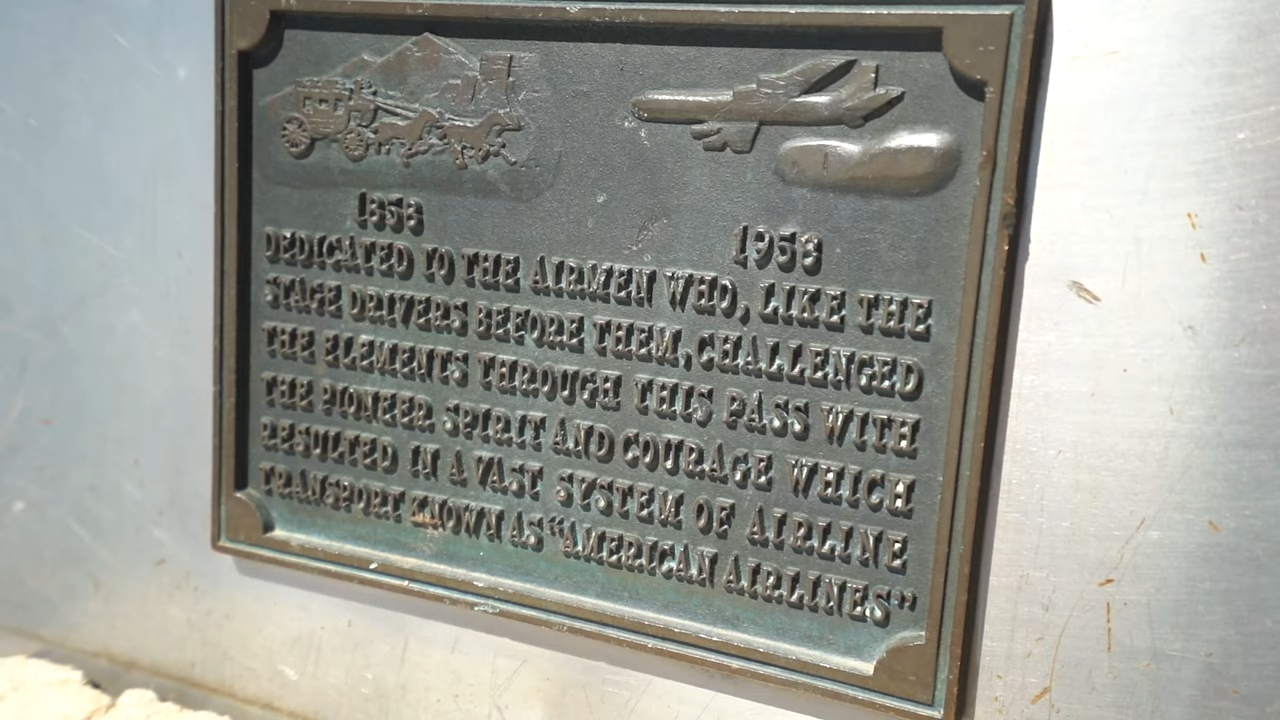 1858
1958
DEDICATED TO THE AIRMEN WHO, LIKE THE
STAGE DRIVERS BEFORE THEM, CHALLENGED
THE ELEMENTS THROUGH THIS PASS WITH
THE PIONEER SPIRIT AND COURAGE WHICH
RESULTED IN A VAST SYSTEM OF AIRLINE
TRANSPORT KNOWN AS "AMERICAN AIRLINES"